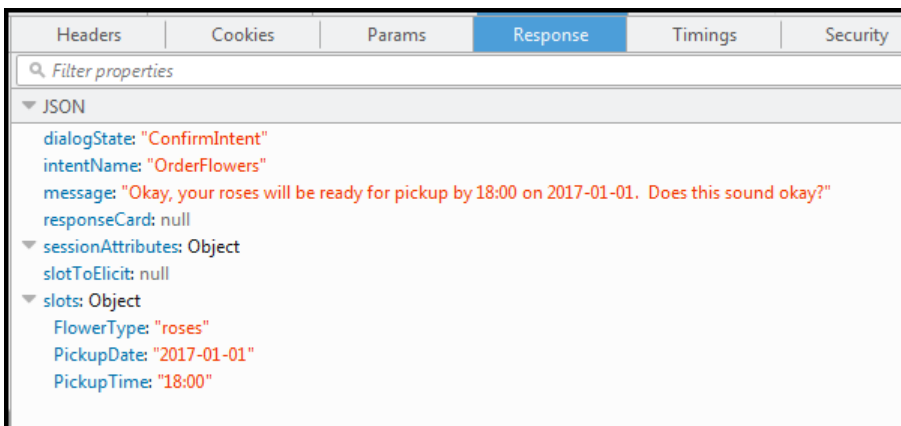 Headers Cookies Params Response Timings Security
Filter properties
JSON
dialogState: "ConfirmIntent"
intentName: "OrderFlowers"
message: "Okay, your roses will be ready for pickup by 18:00 on 2017-01-01.  Does this sound okay?"
responseCard: null
sessionAttributes: Object
slotToElicit: null
slots: Object
FlowerType: "roses"
PickupDate: "2017-01-01"
PickupTime: "18:00"